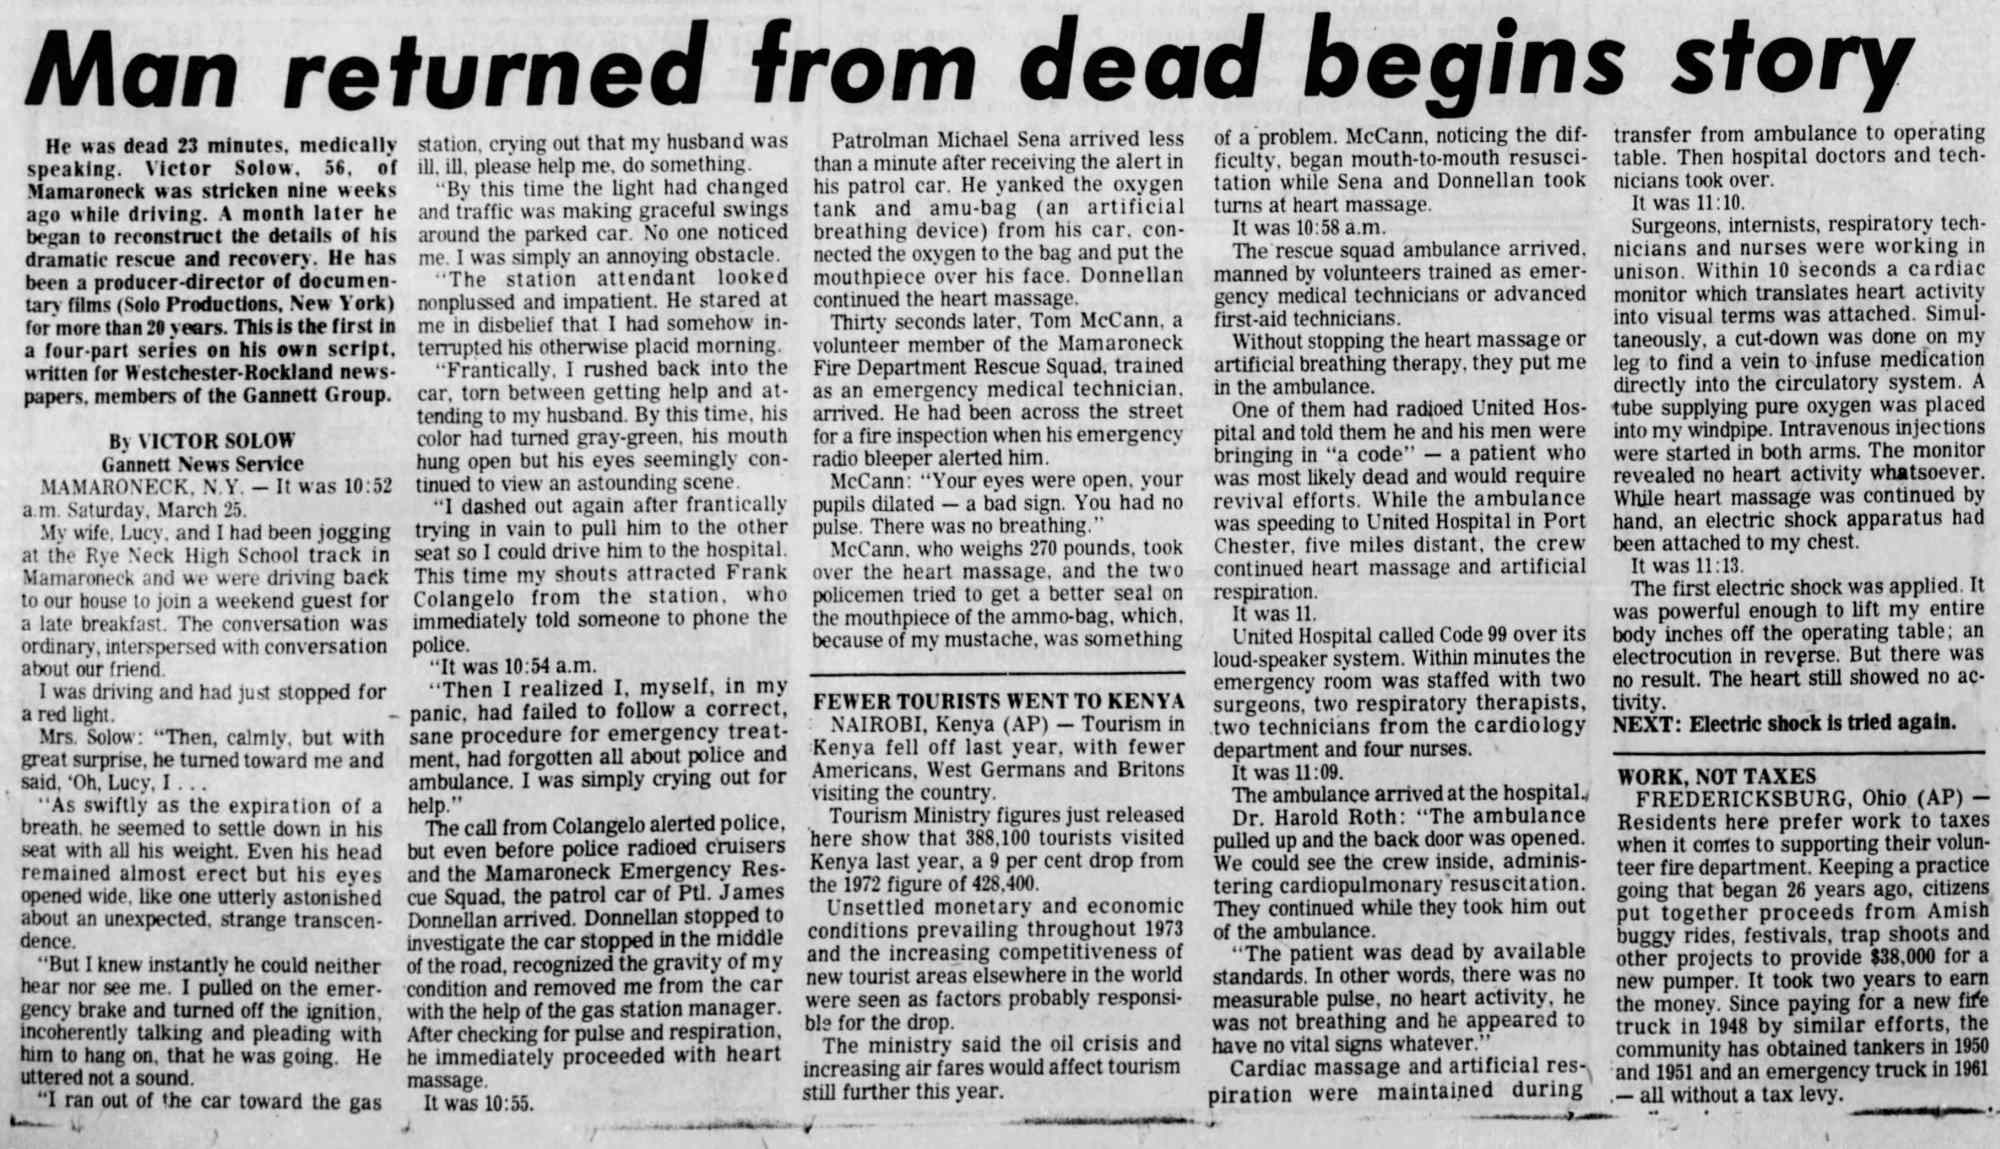 Man returned from dead begins story
He was dead 23 minutes, medically
speaking. Victor Solow, 56, of
Mamaroneck was stricken nine weeks
ago while driving. A month later he
began to reconstruct the details of his
dramatic rescue and recovery. He has
been a producer-director of documen-
tary films (Solo Productions, New York)
for more than 20 years. This is the first in
a four-part series on his own script,
written for Westchester-Rockland news-
papers, members of the Gannett Group.
By VICTOR SOLOW
Gannett News Service
MAMARONECK, N.Y. — It was 10:52
a.m. Saturday, March 25.
My wife, Lucy, and I had been jogging
at the Rye Neck High School track in
Mamaroneck and we were driving back
to our house to join a weekend guest for
a late breakfast. The conversation was
ordinary, interspersed with conversation
about our friend.
I was driving and had just stopped for
a red light.
Mrs. Solow: "Then, calmly, but with
great surprise, he turned toward me and
said, 'Oh, Lucy, I . . .
"As swiftly as the expiration of a
breath, he seemed to settle down in his
seat with all his weight. Even his head
remained almost erect but his eyes
opened wide, like one utterly astonished
about an unexpected, strange transcen-
dence.
"But I knew instantly he could neither
hear nor see me. I pulled on the emer-
gency brake and turned off the ignition,
incoherently talking and pleading with
him to hang on, that he was going. He
uttered not a sound.
"I ran out of the car toward the gas
station, crying out that my husband was
ill, ill, please help me, do something.
"By this time the light had changed
and traffic was making graceful swings
around the parked car. No one noticed
me. I was simply an annoying obstacle.
"The station attendant looked
nonplussed and impatient. He stared at
me in disbelief that I had somehow in-
terrupted his otherwise placid morning.
"Frantically, I rushed back into the
car, torn between getting help and at-
tending to my husband. By this time, his
color had turned gray-green, his mouth
hung open but his eyes seemingly con-
tinued to view an astounding scene.
"I dashed out again after frantically
trying in vain to pull him to the other
seat so I could drive him to the hospital.
This time my shouts attracted Frank
Colangelo from the station, who
immediately told someone to phone the
police.
"It was 10:54 a.m.
"Then I realized I, myself, in my
panic, had failed to follow a correct,
sane procedure for emergency treat-
ment, had forgotten all about police and
ambulance. I was simply crying out for
help."
The call from Colangelo alerted police,
but even before police radioed cruisers
and the Mamaroneck Emergency Res-
cue Squad, the patrol car of Ptl. James
Donnellan arrived. Donnellan stopped to
investigate the car stopped in the middle
of the road, recognized the gravity of my
condition and removed me from the car
with the help of the gas station manager.
After checking for pulse and respiration,
he immediately proceeded with heart
massage.
It was 10:55.
Patrolman Michael Sena arrived less
than a minute after receiving the alert in
his patrol car. He yanked the oxygen
tank and amu-bag (an artificial
breathing device) from his car, con-
nected the oxygen to the bag and put the
mouthpiece over his face. Donnellan
continued the heart massage.
Thirty seconds later, Tom McCann, a
volunteer member of the Mamaroneck
Fire Department Rescue Squad, trained
as an emergency medical technician,
arrived. He had been across the street
for a fire inspection when his emergency
radio bleeper alerted him.
McCann: "Your eyes were open, your
pupils dilated — a bad sign. You had no
pulse. There was no breathing."
McCann, who weighs 270 pounds, took
over the heart massage, and the two
policemen tried to get a better seal on
the mouthpiece of the ammo-bag, which,
because of my mustache, was something
FEWER TOURISTS WENT TO KENYA
NAIROBI, Kenya (AP) — Tourism in
Kenya fell off last year, with fewer
Americans, West Germans and Britons
visiting the country.
Tourism Ministry figures just released
here show that 388,100 tourists visited
Kenya last year, a 9 per cent drop from
the 1972 figure of 428,400.
Unsettled monetary and economic
conditions prevailing throughout 1973
and the increasing competitiveness of
new tourist areas elsewhere in the world
were seen as factors probably responsi-
ble for the drop.
The ministry said the oil crisis and
increasing air fares would affect tourism
still further this year.
of a problem. McCann, noticing the dif-
ficulty, began mouth-to-mouth resusci-
tation while Sena and Donnellan took
turns at heart massage.
It was 10:58 a.m.
The rescue squad ambulance arrived,
manned by volunteers trained as emer-
gency medical technicians or advanced
first-aid technicians.
Without stopping the heart massage or
artificial breathing therapy, they put me
in the ambulance.
One of them had radioed United Hos-
pital and told them he and his men were
bringing in "a code" — a patient who
was most likely dead and would require
revival efforts. While the ambulance
was speeding to United Hospital in Port
Chester, five miles distant, the crew
continued heart massage and artificial
respiration.
It was 11.
United Hospital called Code 99 over its
loud-speaker system. Within minutes the
emergency room was staffed with two
surgeons, two respiratory therapists,
two technicians from the cardiology
department and four nurses.
It was 11:09.
The ambulance arrived at the hospital.
Dr. Harold Roth: "The ambulance
pulled up and the back door was opened.
We could see the crew inside, adminis-
tering cardiopulmonary resuscitation.
They continued while they took him out
of the ambulance.
"The patient was dead by available
standards. In other words, there was no
measurable pulse, no heart activity, he
was not breathing and he appeared to
have no vital signs whatever."
Cardiac massage and artificial res-
piration were maintained during
transfer from ambulance to operating
table. Then hospital doctors and tech-
nicians took over.
It was 11:10.
Surgeons, internists, respiratory tech-
nicians and nurses were working in
unison. Within 10 seconds a cardiac
monitor which translates heart activity
into visual terms was attached. Simul-
taneously, a cut-down was done on my
leg to find a vein to infuse medication
directly into the circulatory system. A
tube supplying pure oxygen was placed
into my windpipe. Intravenous injections
were started in both arms. The monitor
revealed no heart activity whatsoever.
While heart massage was continued by
hand, an electric shock apparatus had
been attached to my chest.
It was 11:13.
The first electric shock was applied. It
was powerful enough to lift my entire
body inches off the operating table; an
electrocution in reverse. But there was
no result. The heart still showed no ac-
tivity.
NEXT: Electric shock is tried again.
WORK, NOT TAXES
FREDERICKSBURG, Ohio (AP) —
Residents here prefer work to taxes
when it comes to supporting their volun-
teer fire department. Keeping a practice
going that began 26 years ago, citizens
put together proceeds from Amish
buggy rides, festivals, trap shoots and
other projects to provide $38,000 for a
new pumper. It took two years to earn
the money. Since paying for a new fire
truck in 1948 by similar efforts, the
community has obtained tankers in 1950
and 1951 and an emergency truck in 1961
— all without a tax levy.